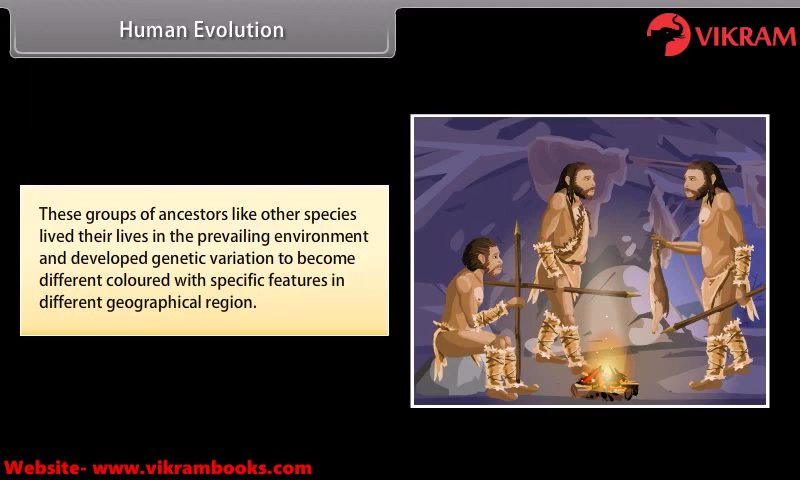 Human Evolution
VIKRAM
These groups of ancestors like other species
lived their lives in the prevailing environment
and developed genetic variation to become
different coloured with specific features in
different geographical region.
Website- www.vikrambooks.com